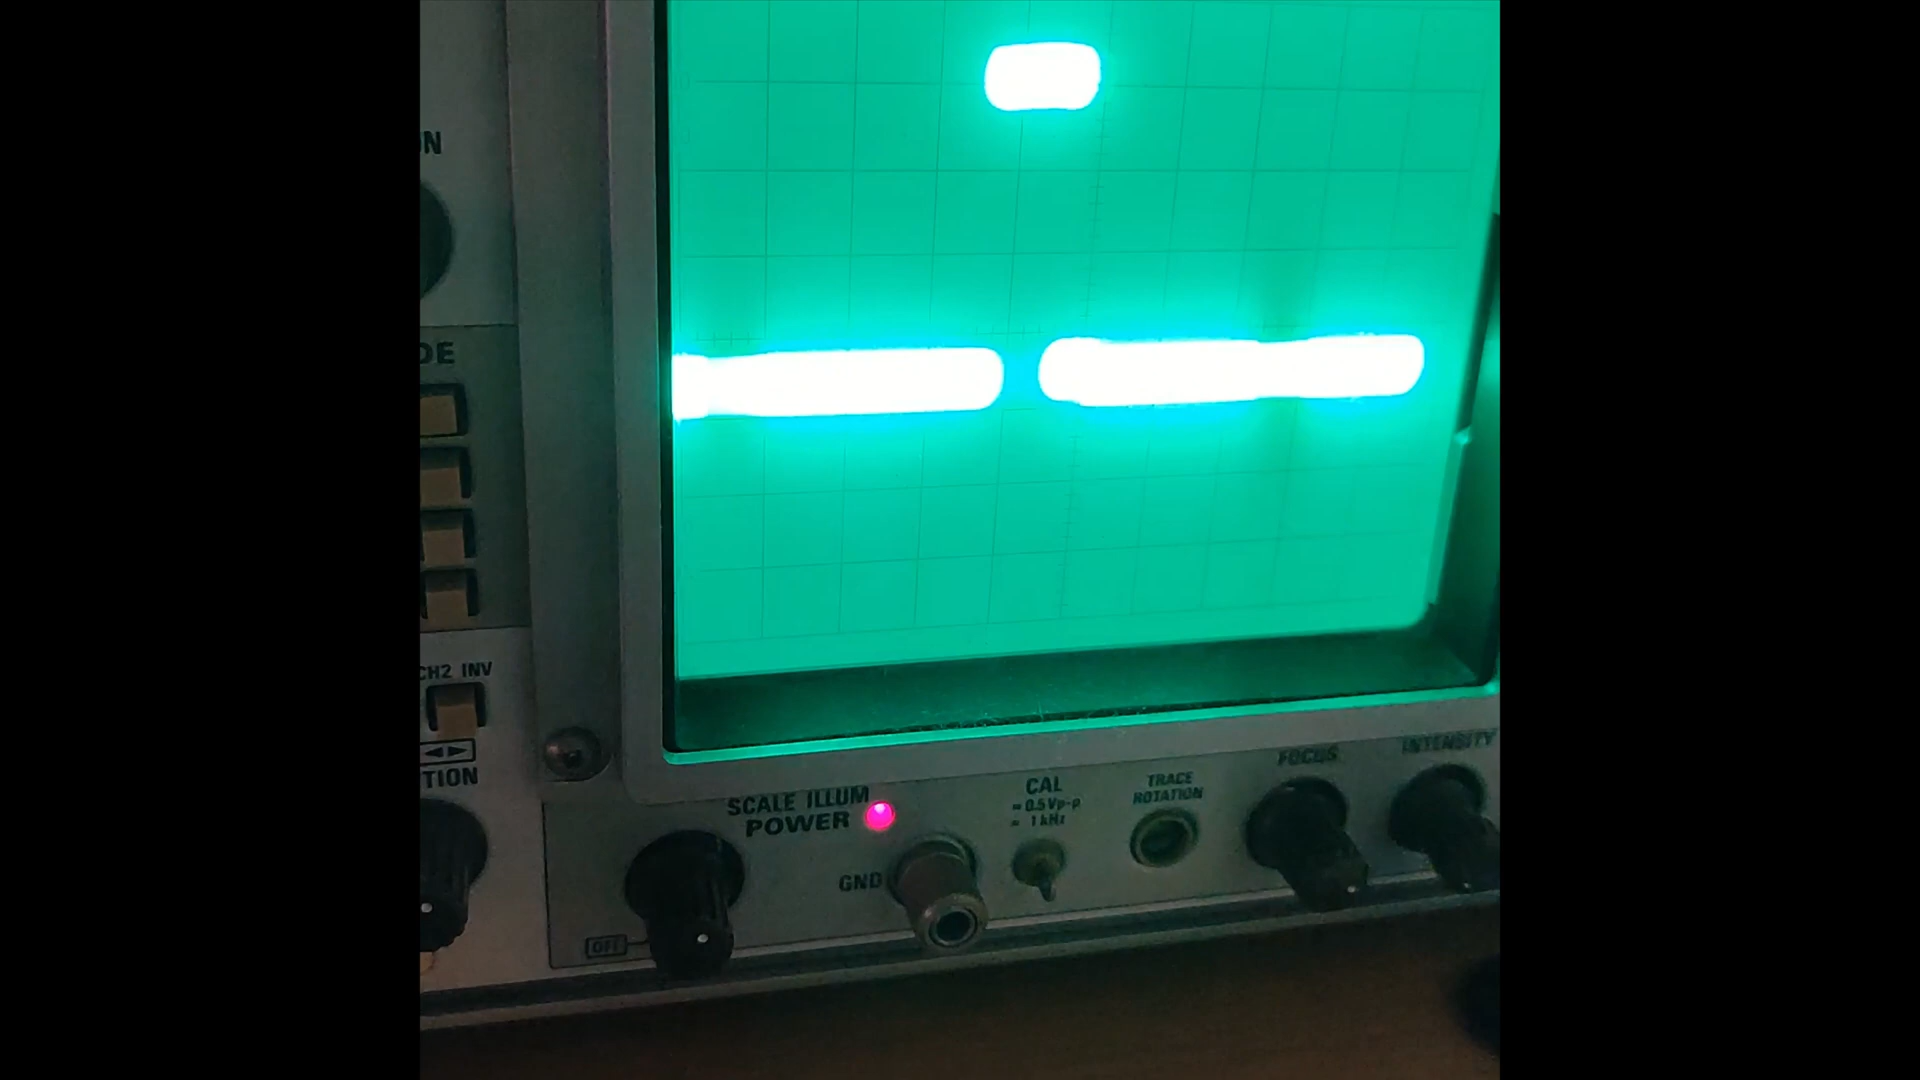 N
DE
CH2 INV
TION
SCALE ILLUM
POWER
OFF
GND
CAL
≈ 0.5Vp-p
≈ 1kHz
TRACE
ROTATION
FOCUS
INTENSITY